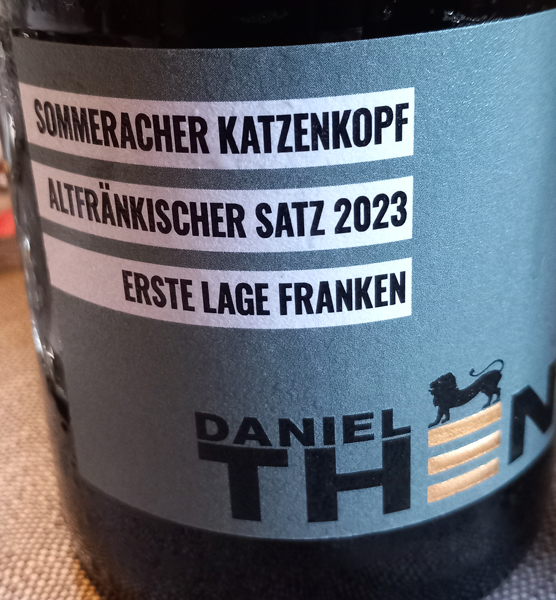 SOMMERACHER KATZENKOPF
ALTFRÄNKISCHER SATZ 2023
ERSTE LAGE FRANKEN
DANIEL
THEN